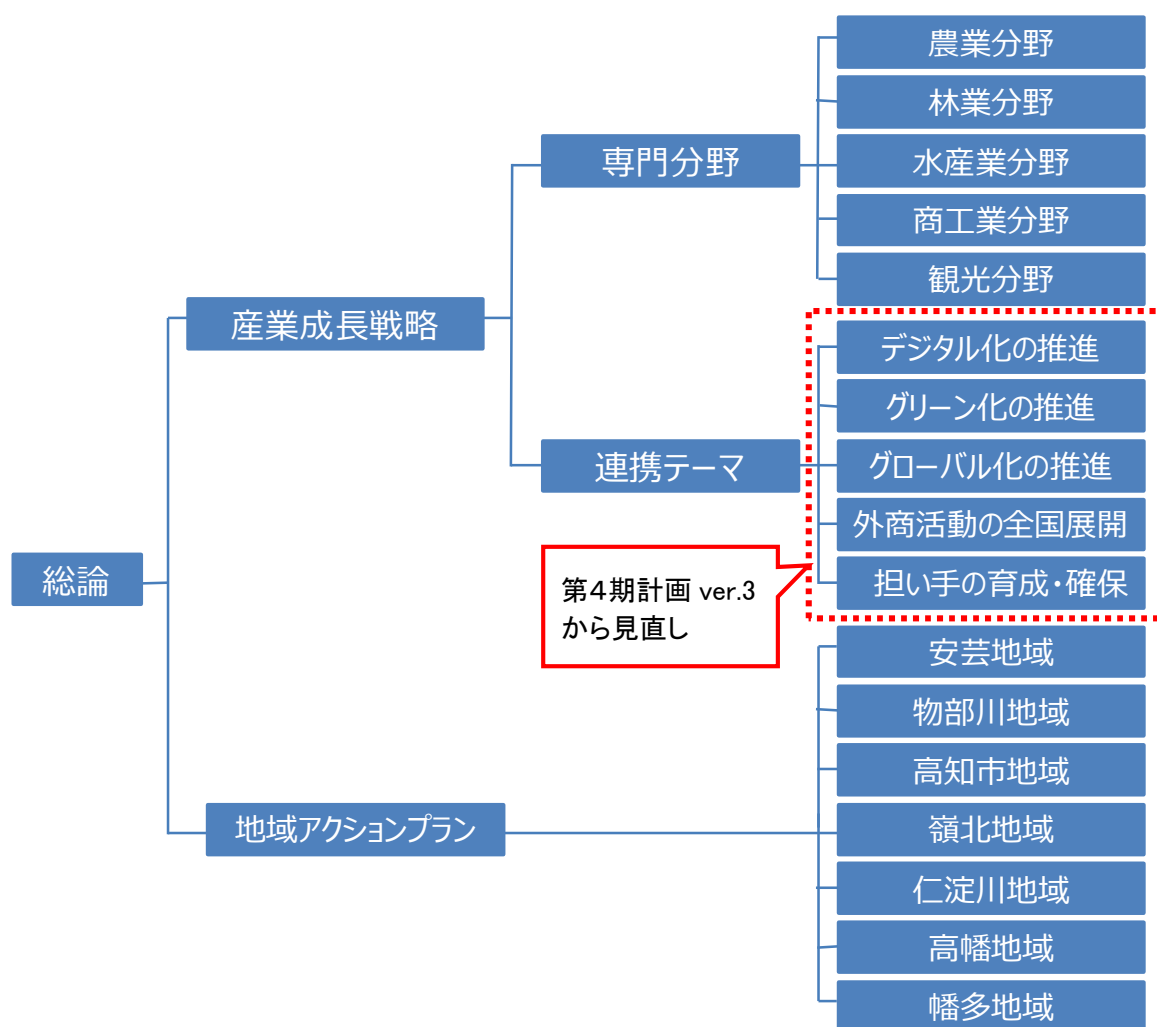 総論
産業成長戦略
専門分野
農業分野
林業分野
水産業分野
商工業分野
観光分野
連携テーマ
デジタル化の推進
グリーン化の推進
グローバル化の推進
外商活動の全国展開
担い手の育成・確保
第4期計画 ver.3
から見直し
地域アクションプラン
安芸地域
物部川地域
高知市地域
嶺北地域
仁淀川地域
高幡地域
幡多地域